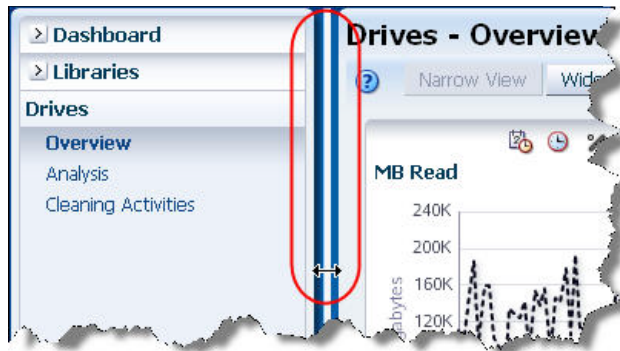 Dashboard
Libraries
Drives
Overview
Analysis
Cleaning Activities
Drives - Overview
Narrow View
MB Read
240K
200K
160K
120K